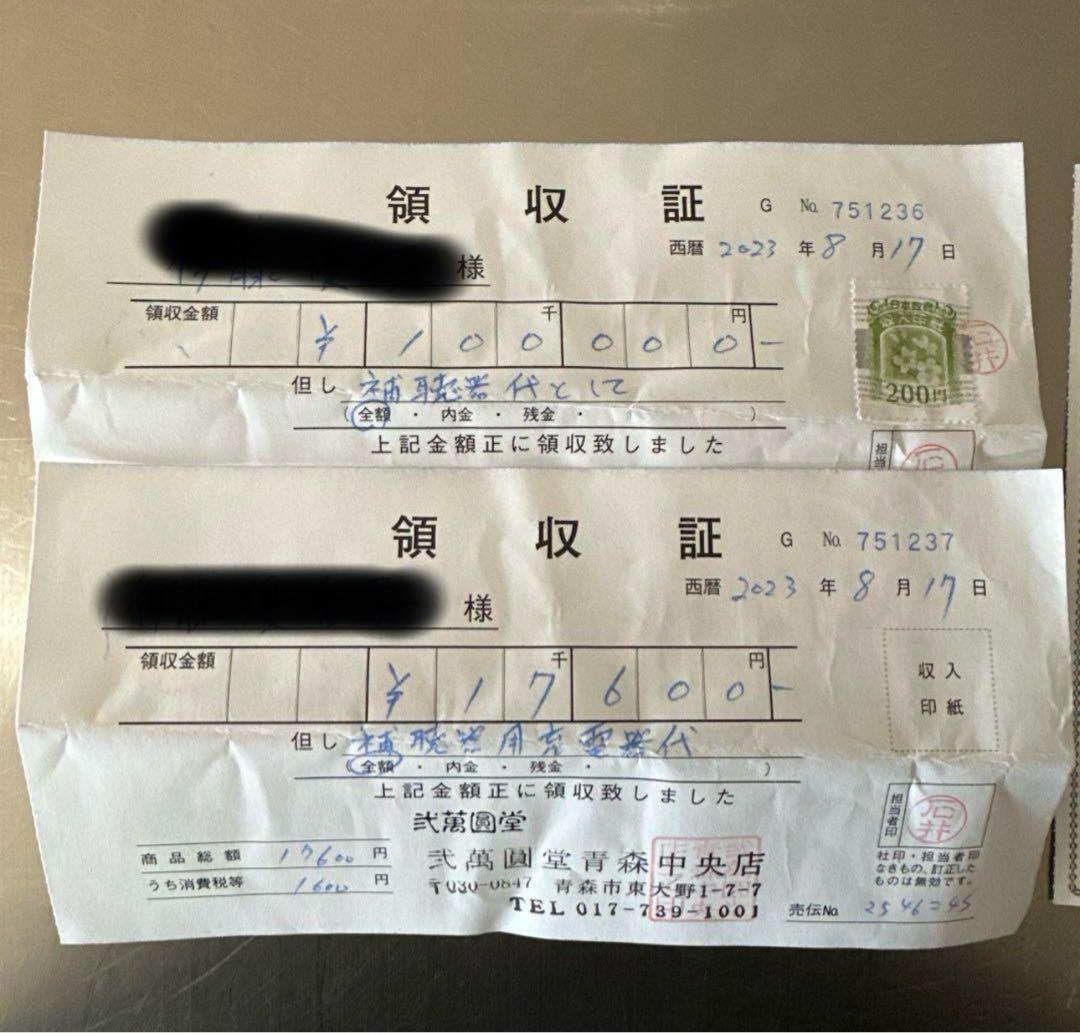 領収証
G No. 751236
西暦 2023 年 8 月 17 日
様
領収金額 ¥100000-
千 円
日本政府
200円
石井
但し 補聴器代として
(全額・内金・残金・ )
上記金額正に領収致しました
担当
領収証
G No. 751237
西暦 2023 年 8 月 17 日
様
領収金額 ¥17600-
千 円
収入
印紙
但し 補聴器用充電器代
(全額・内金・残金・ )
上記金額正に領収致しました
弐萬圓堂
担当者印
石井
商品総額 17600 円
うち消費税等 1600 円
弐萬圓堂青森中央店
〒030-0847 青森市東大野1-7-7
TEL 017-739-1001
社印・担当者印
なきもの、訂正した
ものは無効です。
売伝No.